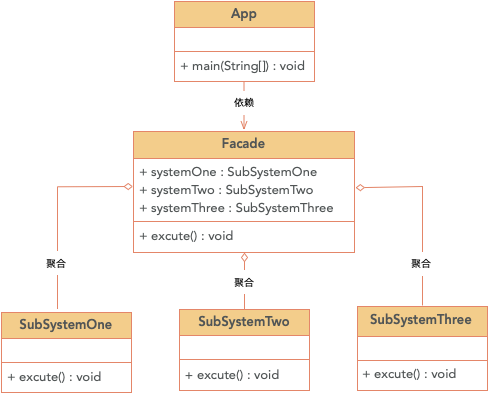 App
+ main(String[]) : void
依赖
Facade
+ systemOne : SubSystemOne
+ systemTwo : SubSystemTwo
+ systemThree : SubSystemThree
+ excute() : void
聚合
聚合
聚合
SubSystemOne
+ excute() : void
SubSystemTwo
+ excute() : void
SubSystemThree
+ excute() : void